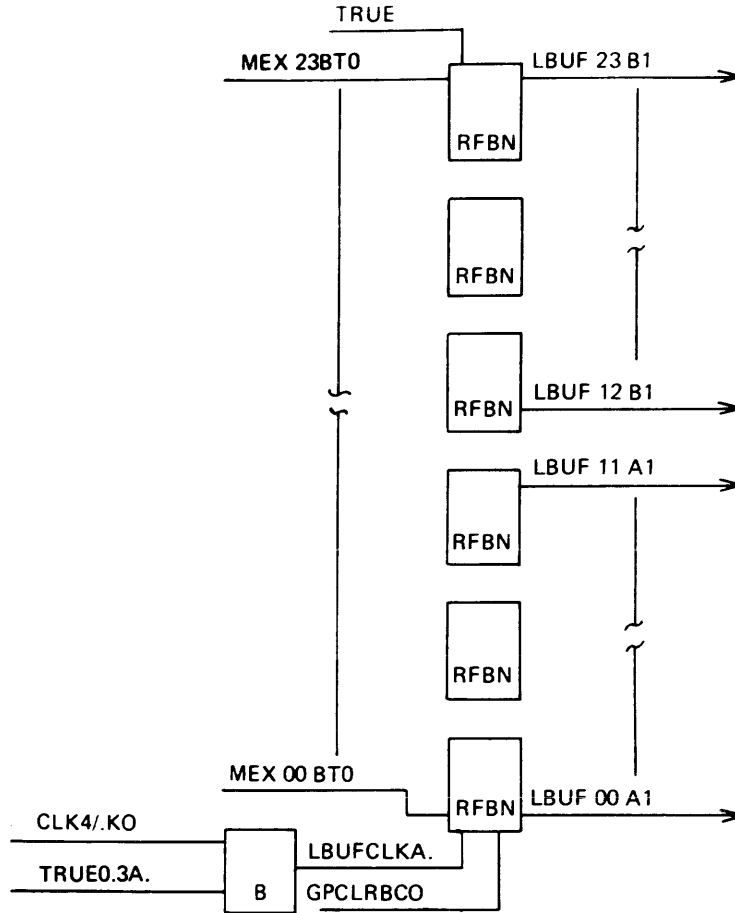 TRUE
MEX 23BT0
LBUF 23 B1
RFBN
RFBN
RFBN
LBUF 12 B1
LBUF 11 A1
RFBN
RFBN
MEX 00 BT0
RFBN
LBUF 00 A1
CLK4/.KO
LBUFCLKA.
TRUE0.3A.
B
GPCLRBCO